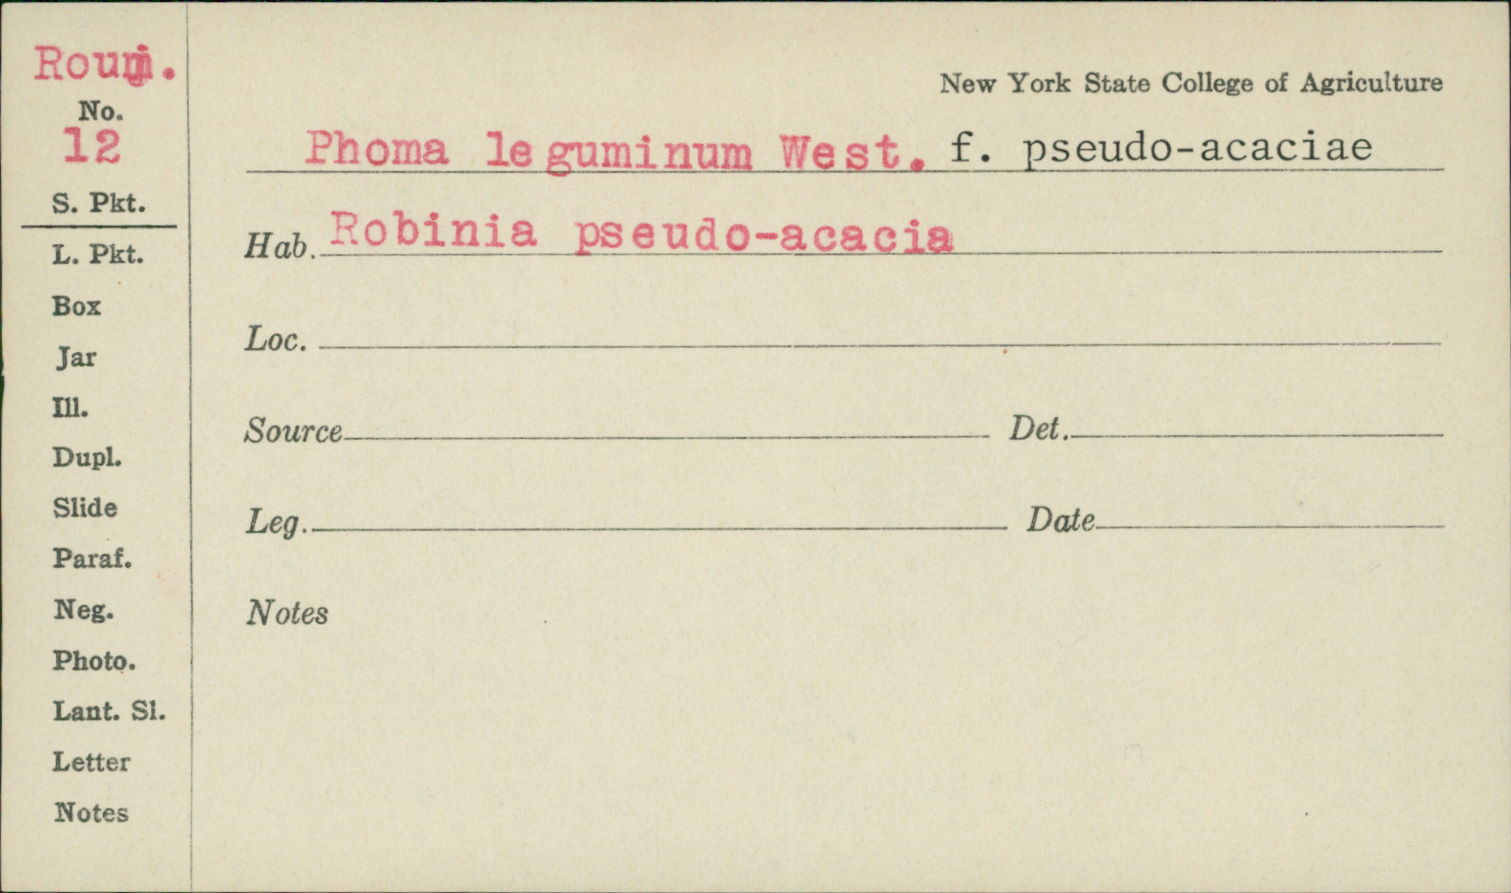 Roum.
No.
12
S. Pkt.
L. Pkt.
Box
Jar
Ill.
Dupl.
Slide
Paraf.
Neg.
Photo.
Lant. Sl.
Letter
Notes
New York State College of Agriculture
Phoma leguminum West. f. pseudo-acaciae
Hab. Robinia pseudo-acacia
Loc.
Source Det.
Leg. Date
Notes